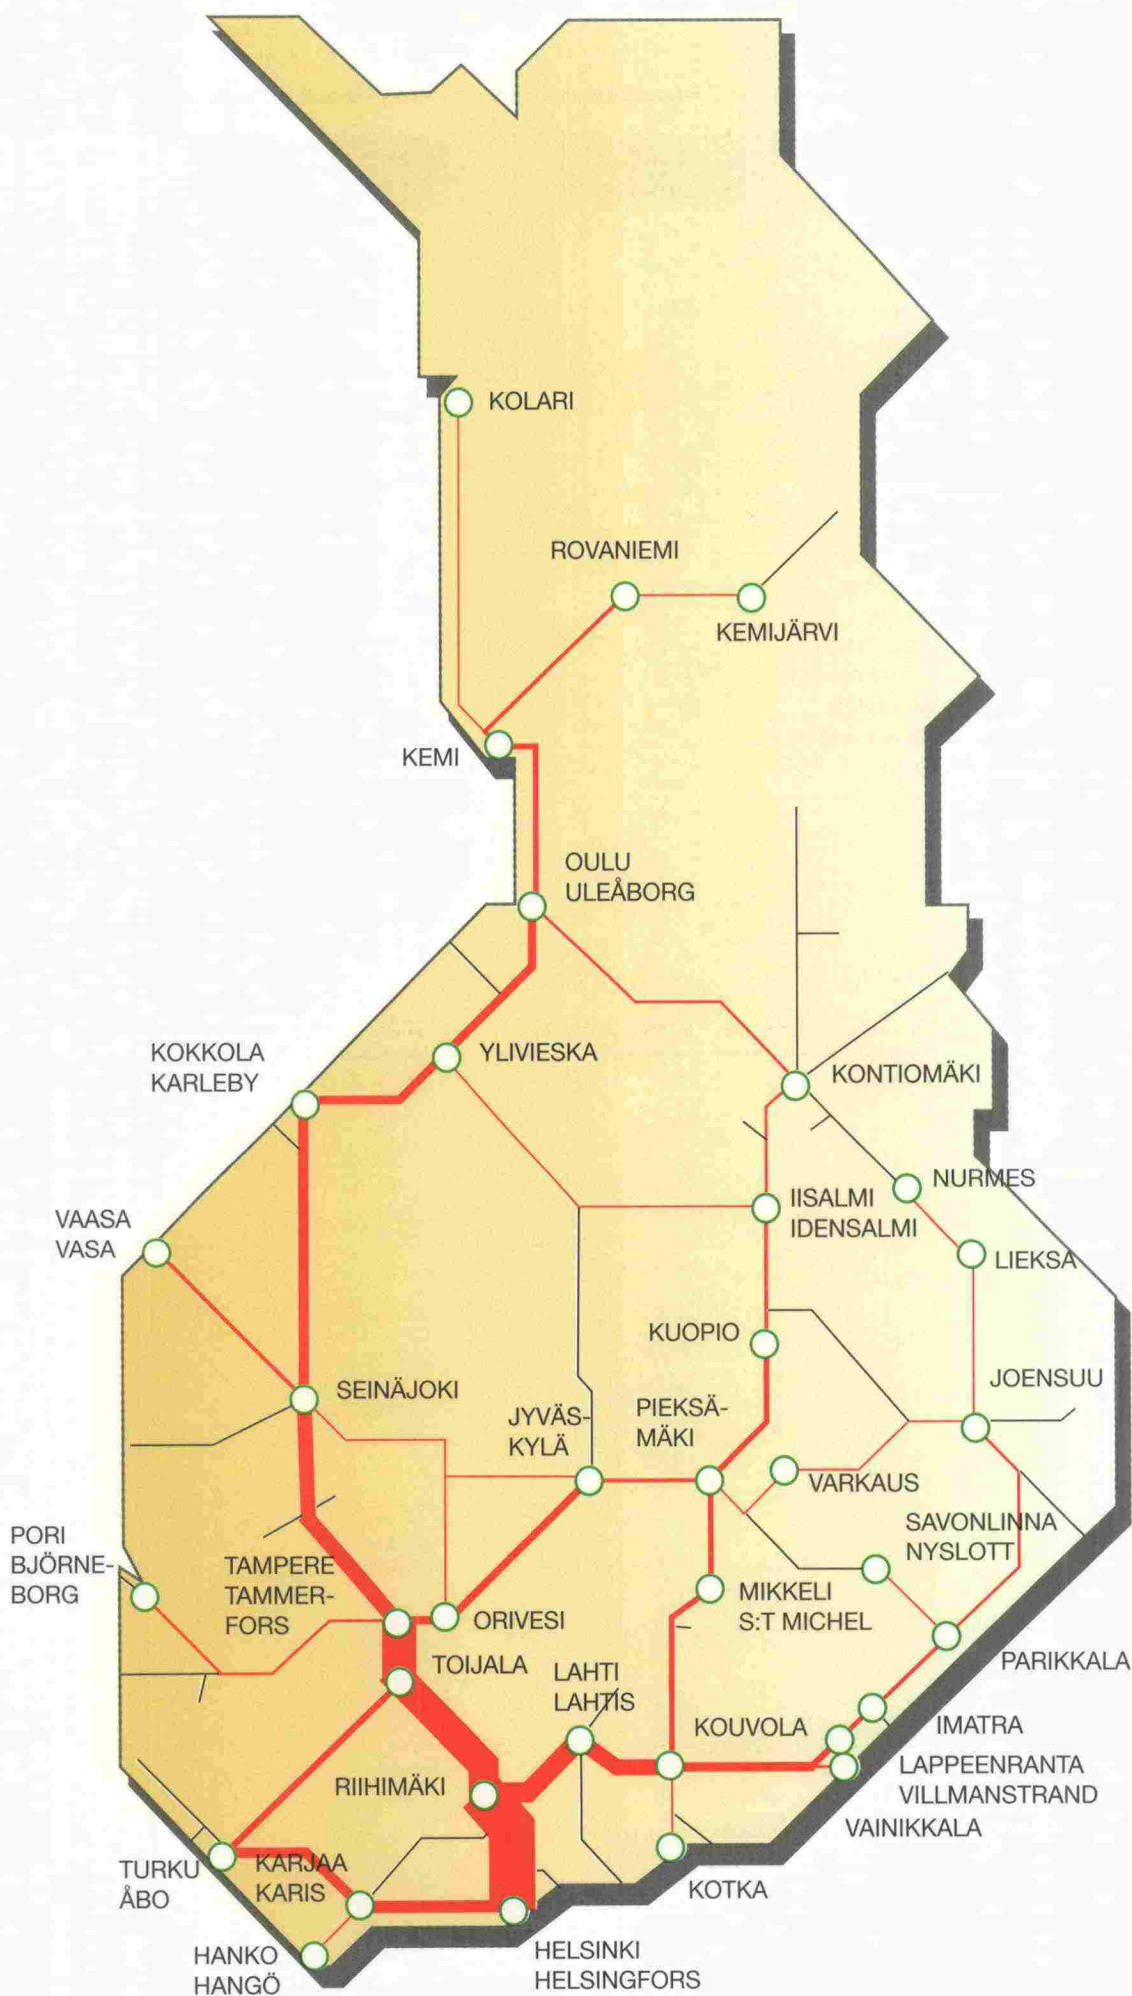 KOLARI
ROVANIEMI
KEMIJÄRVI
KEMI
OULU
ULEÅBORG
KOKKOLA
KARLEBY
YLIVIESKA
KONTIOMÄKI
NURMES
IISALMI
IDENSALMI
VAASA
VASA
LIEKSA
KUOPIO
SEINÄJOKI
JOENSUU
JYVÄS-
KYLÄ
PIEKSÄ-
MÄKI
VARKAUS
SAVONLINNA
NYSLOTT
PORI
BJÖRNE-
BORG
TAMPERE
TAMMER-
FORS
ORIVESI
MIKKELI
S:T MICHEL
TOIJALA
PARIKKALA
LAHTI
LAHTIS
KOUVOLA
IMATRA
LAPPEENRANTA
VILLMANSTRAND
RIIHIMÄKI
VAINIKKALA
TURKU
ÅBO
KARJAA
KARIS
KOTKA
HANKO
HANGÖ
HELSINKI
HELSINGFORS